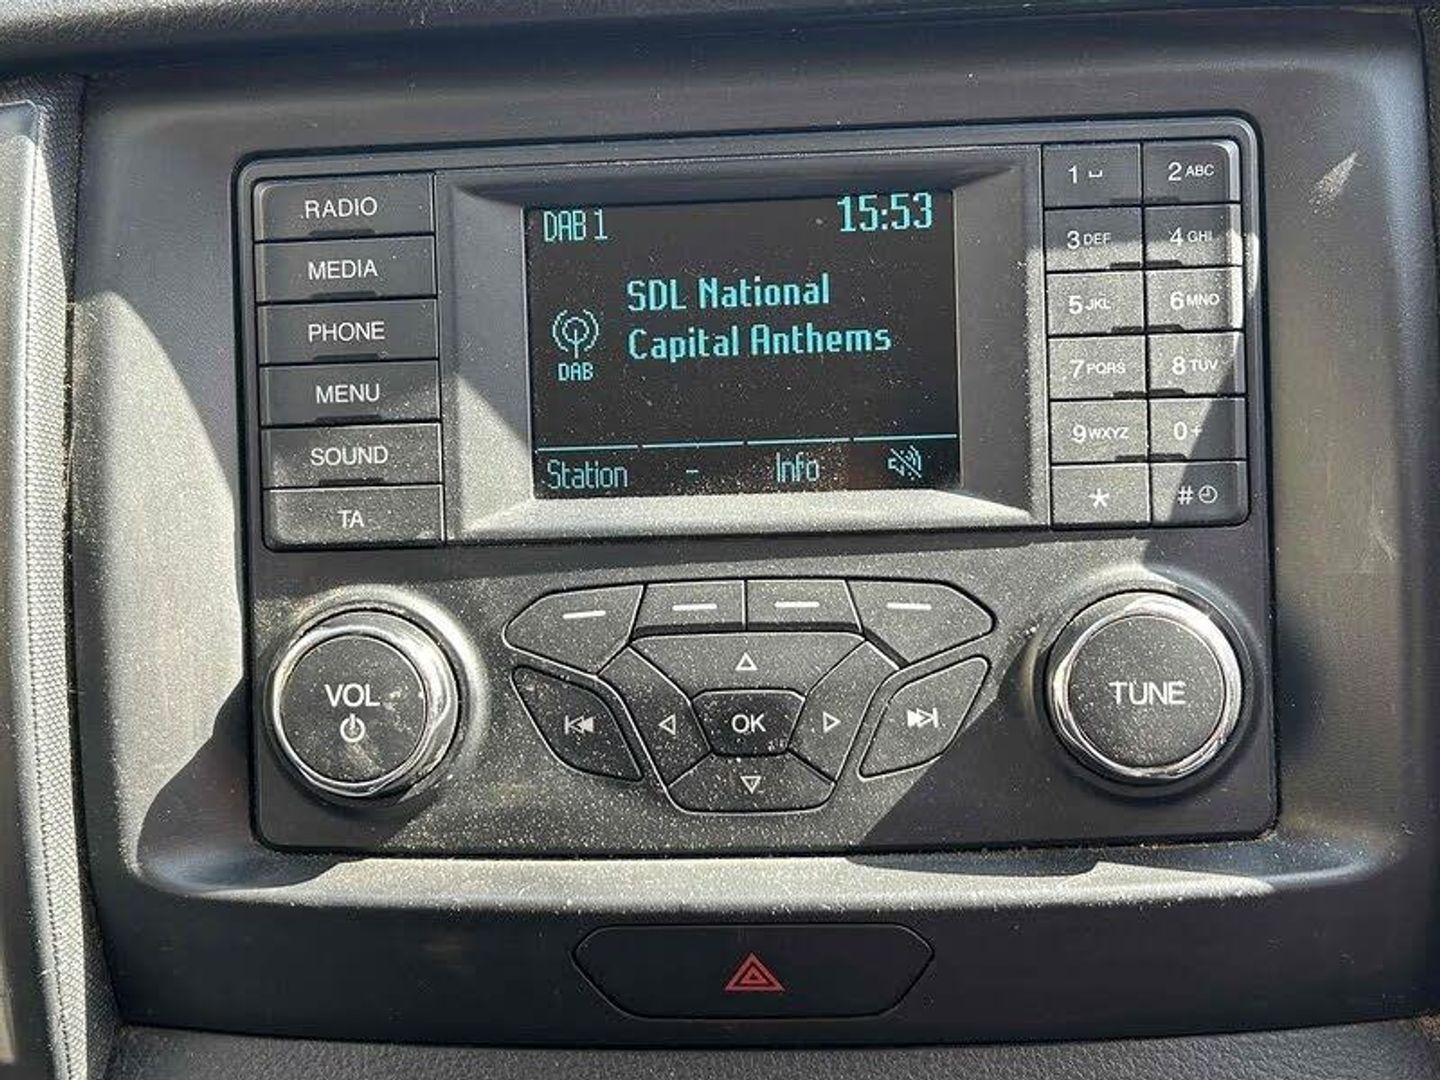 RADIO
MEDIA
PHONE
MENU
SOUND
TA
DAB 1
15:53
SDL National
Capital Anthems
DAB
Station
-
Info
1 ⌴
2 ABC
3 DEF
4 GHI
5 JKL
6 MNO
7 PQRS
8 TUV
9 WXYZ
0 +
*
#
VOL
OK
TUNE